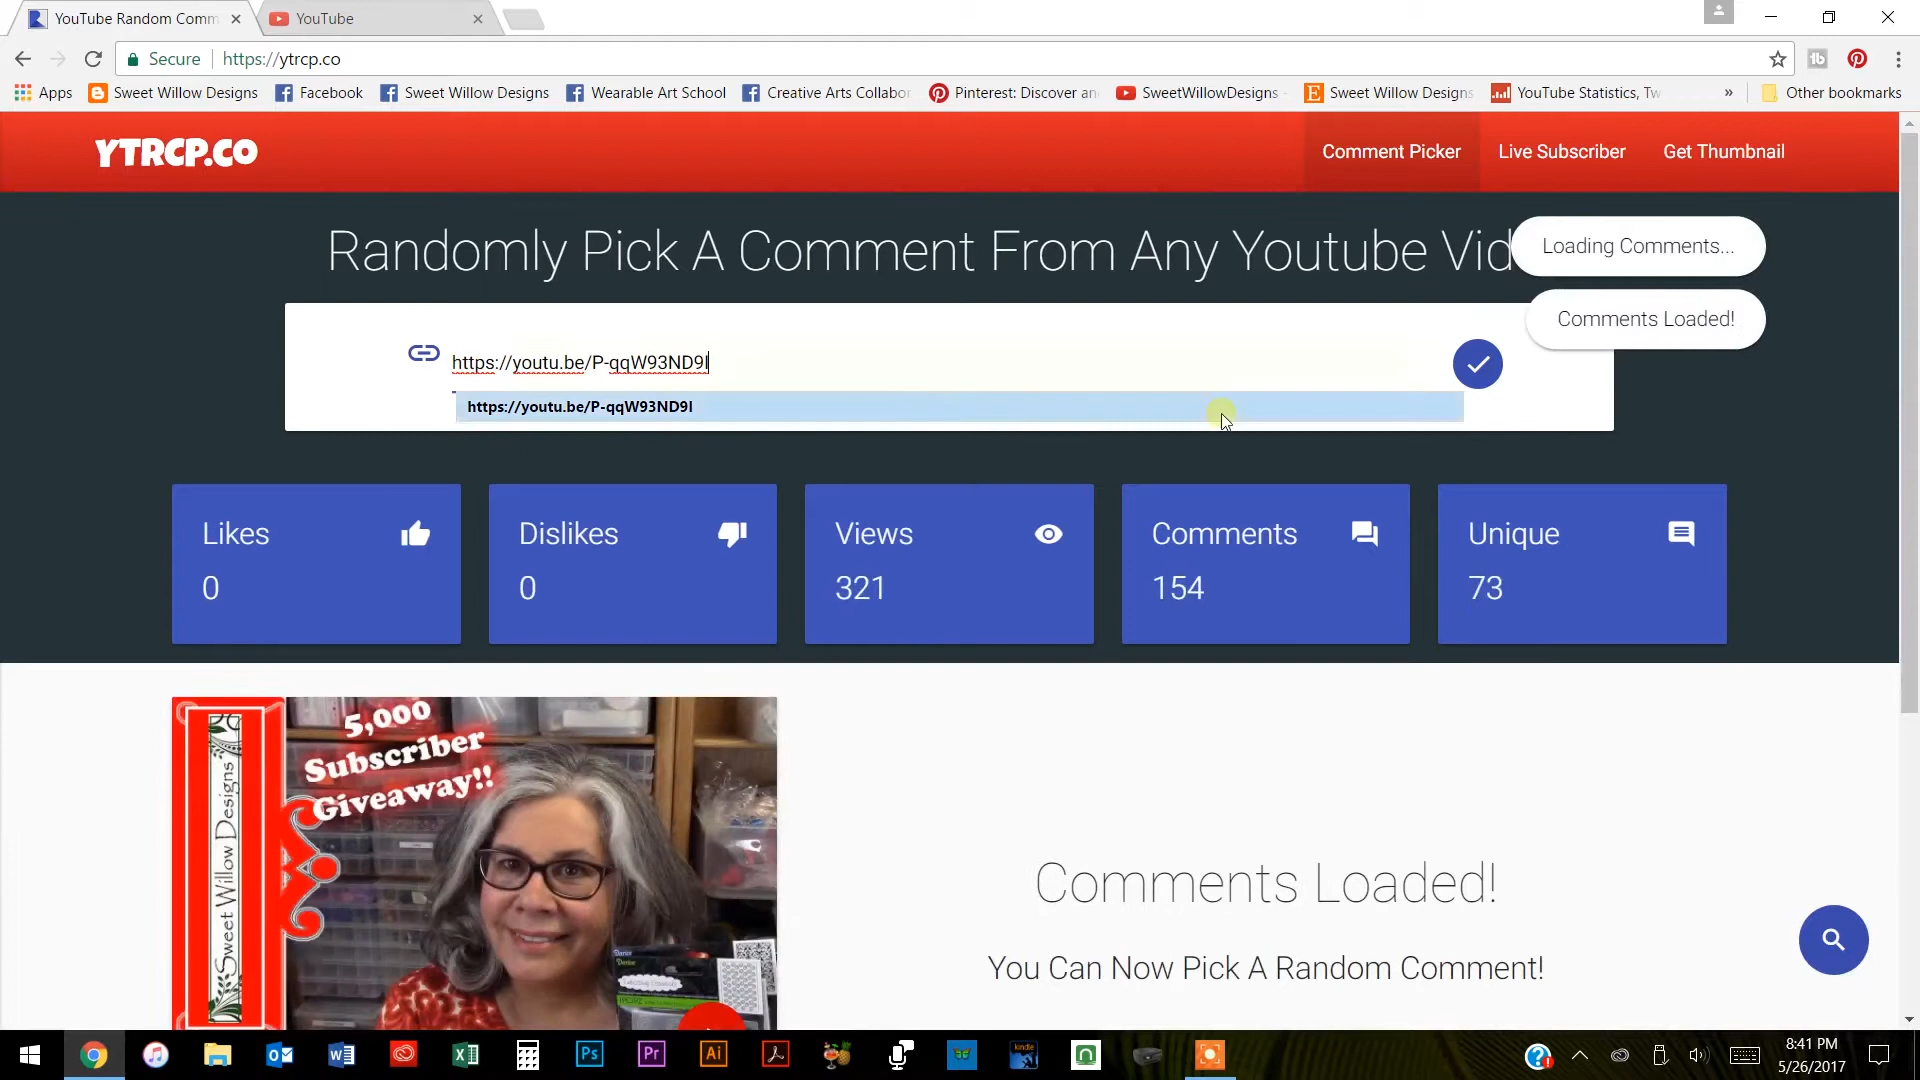 YouTube Random Comm
YouTube
Secure
https://ytrcp.co
Apps
Sweet Willow Designs
Facebook
Sweet Willow Designs
Wearable Art School
Creative Arts Collabor
Pinterest: Discover an
SweetWillowDesigns
Sweet Willow Designs
YouTube Statistics, Tw
»
Other bookmarks
YTRCP.CO
Comment Picker
Live Subscriber
Get Thumbnail
Randomly Pick A Comment From Any Youtube Vid
Loading Comments...
Comments Loaded!
https://youtu.be/P-qqW93ND9I
https://youtu.be/P-qqW93ND9I
Likes
0
Dislikes
0
Views
321
Comments
154
Unique
73
5,000
Subscriber
Giveaway!!
Sweet Willow Designs
Comments Loaded!
You Can Now Pick A Random Comment!
8:41 PM
5/26/2017